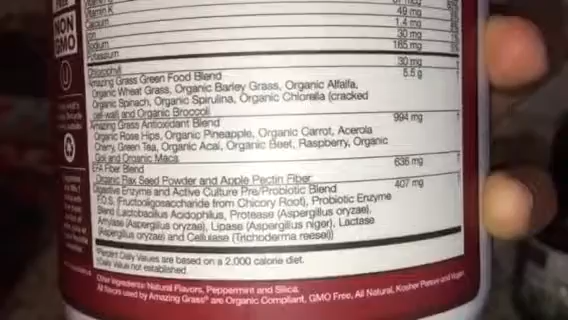 Vitamin K
Calcium 49 mg
Iron 1.4 mg
Sodium 30 mg
Potassium 165 mg
Chlorophyll 30 mg
Amazing Grass Green Food Blend 5.5 g
Organic Wheat Grass, Organic Barley Grass, Organic Alfalfa,
Organic Spinach, Organic Spirulina, Organic Chlorella (cracked
cell-wall) and Organic Broccoli
Amazing Grass Antioxidant Blend 994 mg
Organic Rose Hips, Organic Pineapple, Organic Carrot, Acerola
Cherry, Green Tea, Organic Acai, Organic Beet, Raspberry, Organic
Goji and Organic Maca
EFA Fiber Blend 636 mg
Organic Flax Seed Powder and Apple Pectin Fiber
Digestive Enzyme and Active Culture Pre/Probiotic Blend 407 mg
F.O.S. (Fructooligosaccharide from Chicory Root), Probiotic Enzyme
Blend (Lactobacillus Acidophilus, Protease (Aspergillus oryzae),
Amylase (Aspergillus oryzae), Lipase (Aspergillus niger), Lactase
(Aspergillus oryzae) and Cellulase (Trichoderma reesei))
*Percent Daily Values are based on a 2,000 calorie diet.
†Daily Value not established.
Other Ingredients: Natural Flavors, Peppermint and Silica.
All flavors used by Amazing Grass® are Organic Compliant, GMO Free, All Natural, Kosher Pareve and Vegan
NON
GMO
U